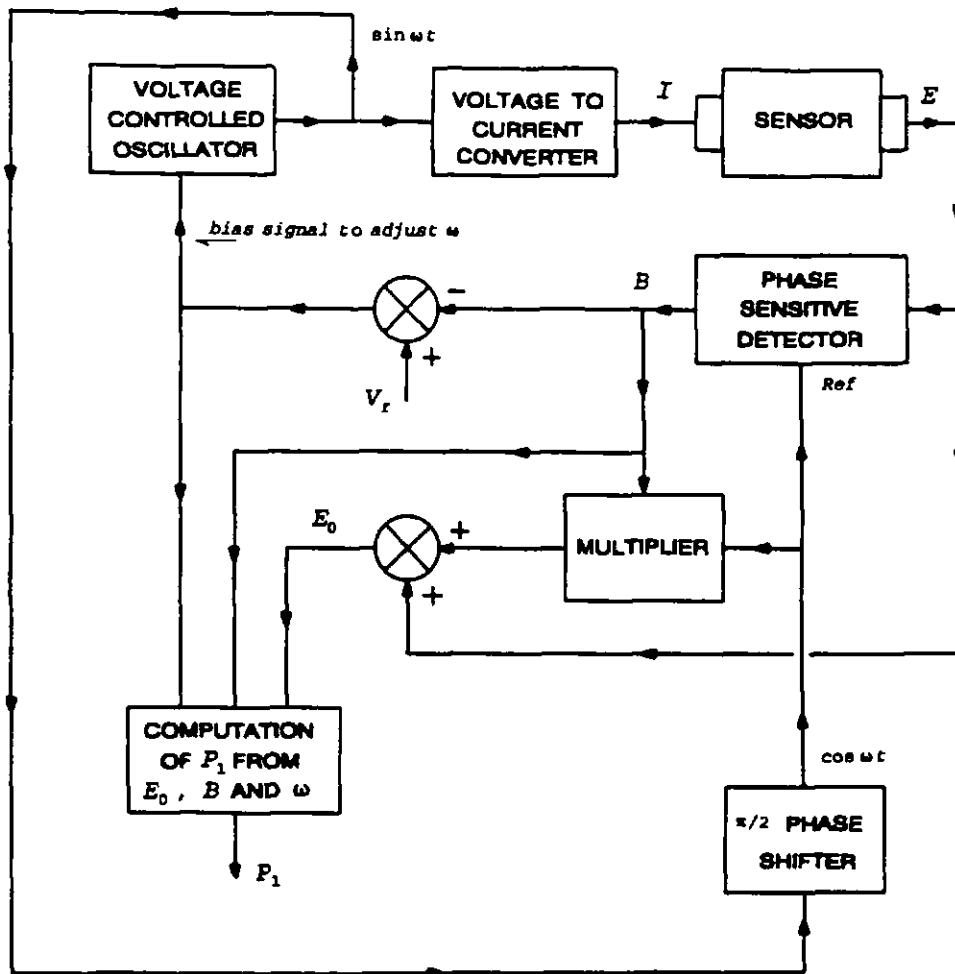 sin ωt
VOLTAGE
CONTROLLED
OSCILLATOR
VOLTAGE TO
CURRENT
CONVERTER
I
SENSOR
E
bias signal to adjust ω
PHASE
SENSITIVE
DETECTOR
B
−
+
V_r
Ref
E_0
+
+
MULTIPLIER
COMPUTATION
OF P_1 FROM
E_0 , B AND ω
cos ωt
π/2 PHASE
SHIFTER
P_1